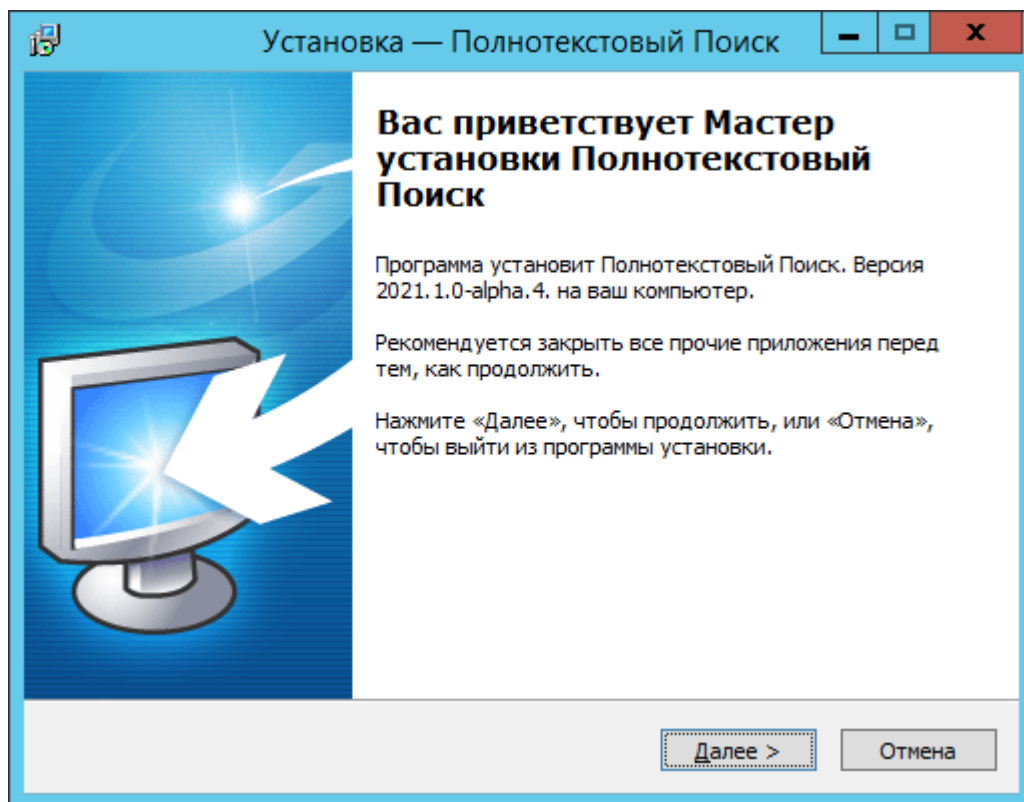 Установка — Полнотекстовый Поиск
Вас приветствует Мастер
установки Полнотекстовый
Поиск
Программа установит Полнотекстовый Поиск. Версия
2021.1.0-alpha.4. на ваш компьютер.
Рекомендуется закрыть все прочие приложения перед
тем, как продолжить.
Нажмите «Далее», чтобы продолжить, или «Отмена»,
чтобы выйти из программы установки.
Далее >
Отмена